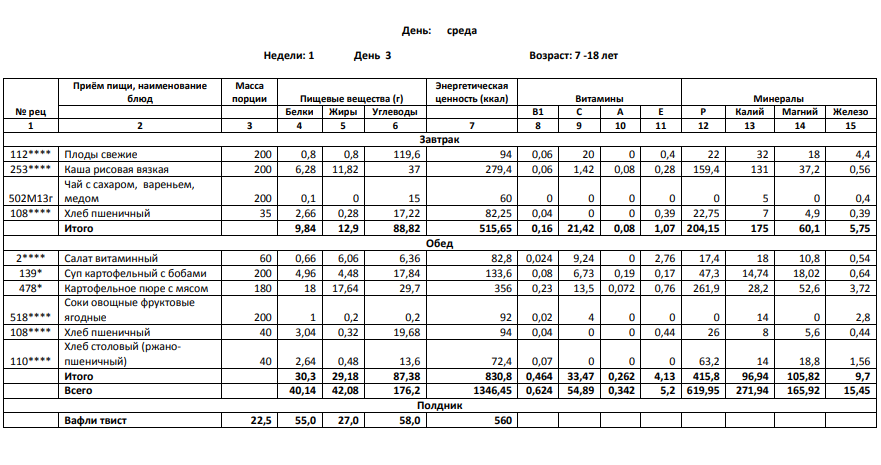 День: среда
Недели: 1 День 3 Возраст: 7 -18 лет
№ рец Приём пищи, наименование блюд Масса порции Пищевые вещества (г) Энергетическая ценность (ккал) Витамины Минералы
Белки Жиры Углеводы B1 C A E P Калий Магний Железо
1 2 3 4 5 6 7 8 9 10 11 12 13 14 15
Завтрак
112**** Плоды свежие 200 0,8 0,8 119,6 94 0,06 20 0 0,4 22 32 18 4,4
253**** Каша рисовая вязкая 200 6,28 11,82 37 279,4 0,06 1,42 0,08 0,28 159,4 131 37,2 0,56
Чай с сахаром, вареньем,
502М13г медом 200 0,1 0 15 60 0 0 0 0 0 5 0 0,4
108**** Хлеб пшеничный 35 2,66 0,28 17,22 82,25 0,04 0 0 0,39 22,75 7 4,9 0,39
Итого 9,84 12,9 88,82 515,65 0,16 21,42 0,08 1,07 204,15 175 60,1 5,75
Обед
2**** Салат витаминный 60 0,66 6,06 6,36 82,8 0,024 9,24 0 2,76 17,4 18 10,8 0,54
139* Суп картофельный с бобами 200 4,96 4,48 17,84 133,6 0,08 6,73 0,19 0,17 47,3 14,74 18,02 0,64
478* Картофельное пюре с мясом 180 18 17,64 29,7 356 0,23 13,5 0,072 0,76 261,9 28,2 52,6 3,72
Соки овощные фруктовые
518**** ягодные 200 1 0,2 0,2 92 0,02 4 0 0 0 14 0 2,8
108**** Хлеб пшеничный 40 3,04 0,32 19,68 94 0,04 0 0 0,44 26 8 5,6 0,44
Хлеб столовый (ржано-
110**** пшеничный) 40 2,64 0,48 13,6 72,4 0,07 0 0 0 63,2 14 18,8 1,56
Итого 30,3 29,18 87,38 830,8 0,464 33,47 0,262 4,13 415,8 96,94 105,82 9,7
Всего 40,14 42,08 176,2 1346,45 0,624 54,89 0,342 5,2 619,95 271,94 165,92 15,45
Полдник
Вафли твист 22,5 55,0 27,0 58,0 560